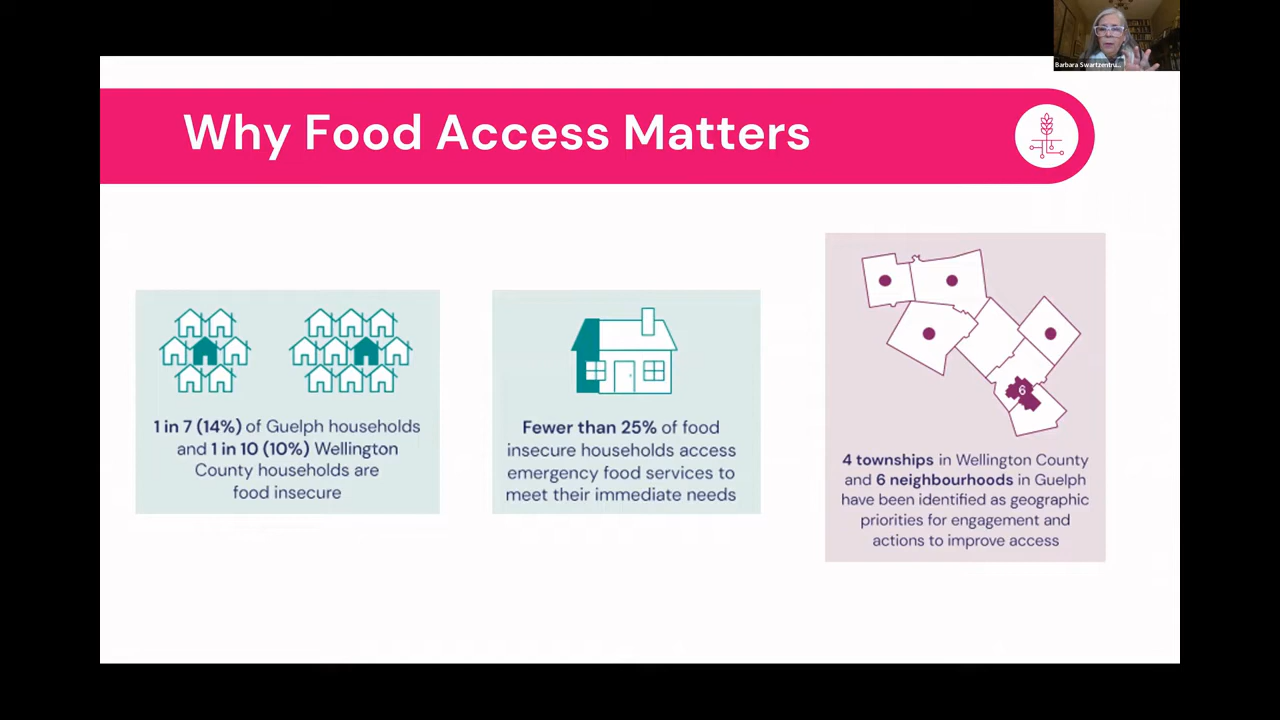 Barbara Swartzentru...
Why Food Access Matters
1 in 7 (14%) of Guelph households
and 1 in 10 (10%) Wellington
County households are
food insecure
Fewer than 25% of food
insecure households access
emergency food services to
meet their immediate needs
6
4 townships in Wellington County
and 6 neighbourhoods in Guelph
have been identified as geographic
priorities for engagement and
actions to improve access